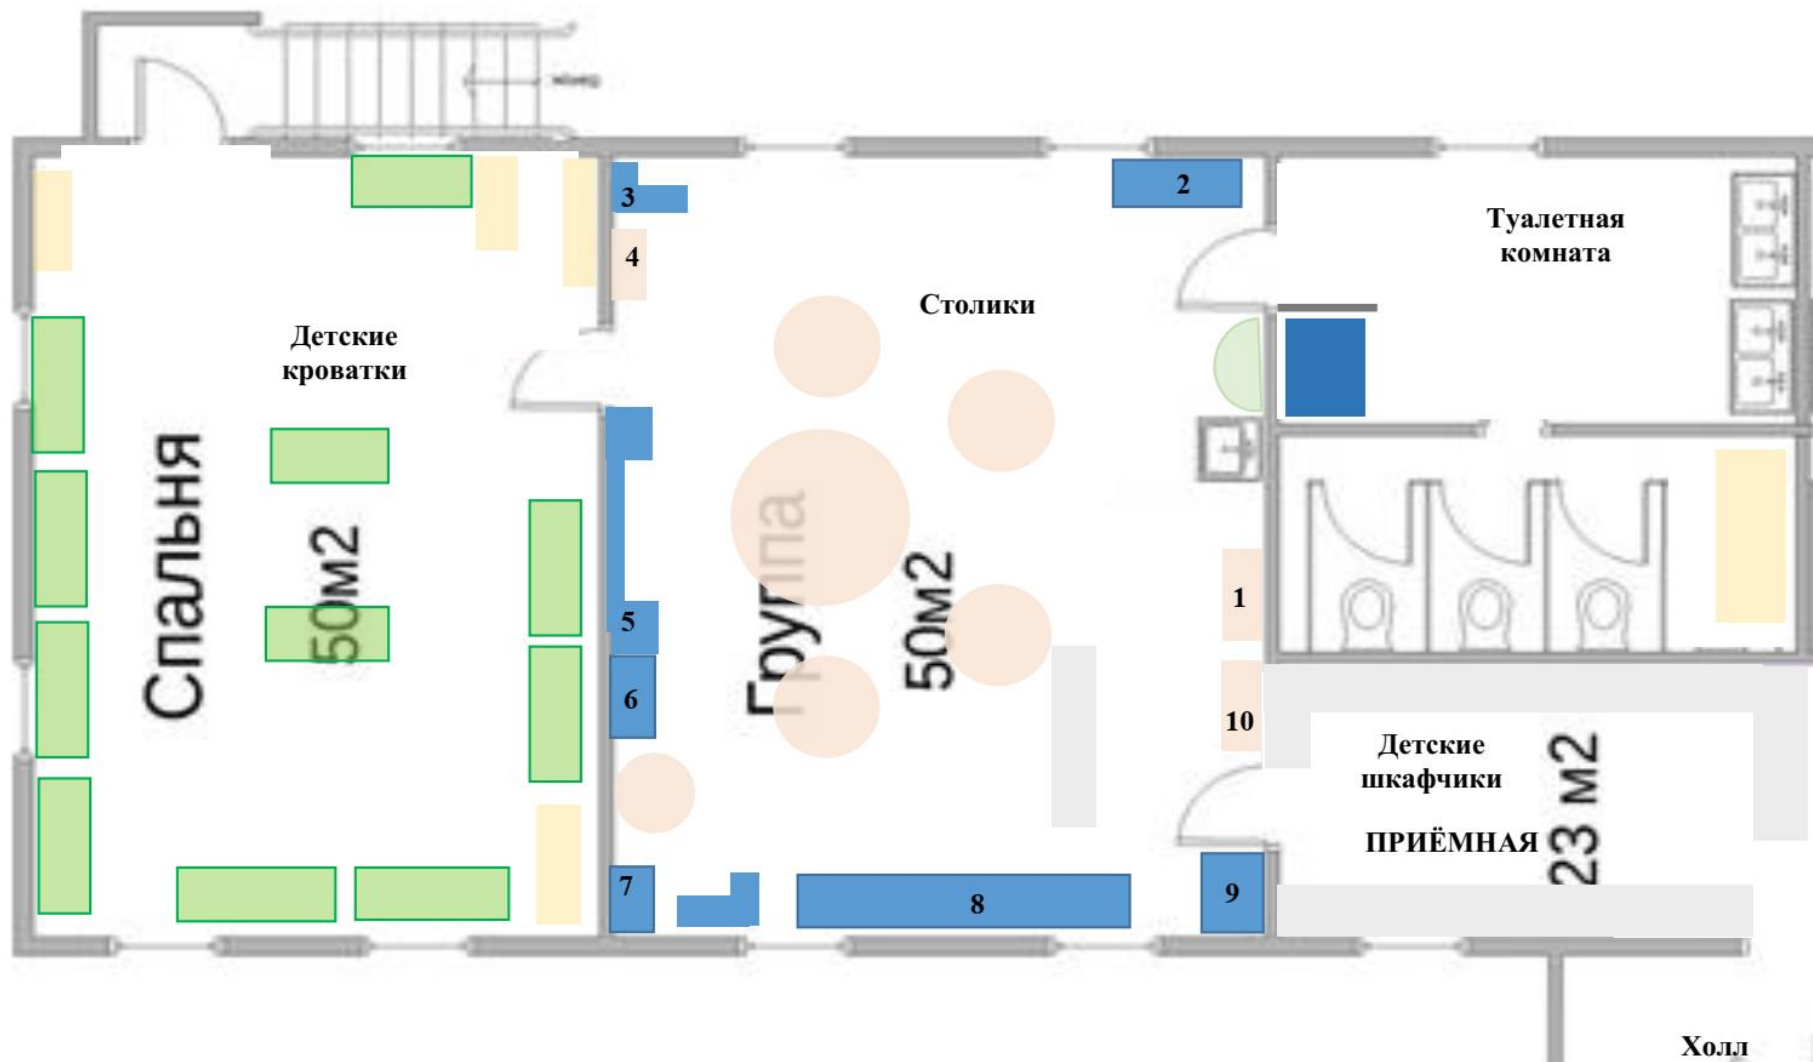 3
2
4
Туалетная
комната
Столики
Детские
кроватки
Спальня
50м2
Группа
50м2
1
5
6
10
Детские
шкафчики
ПРИЁМНАЯ
23 м2
7
8
9
Холл